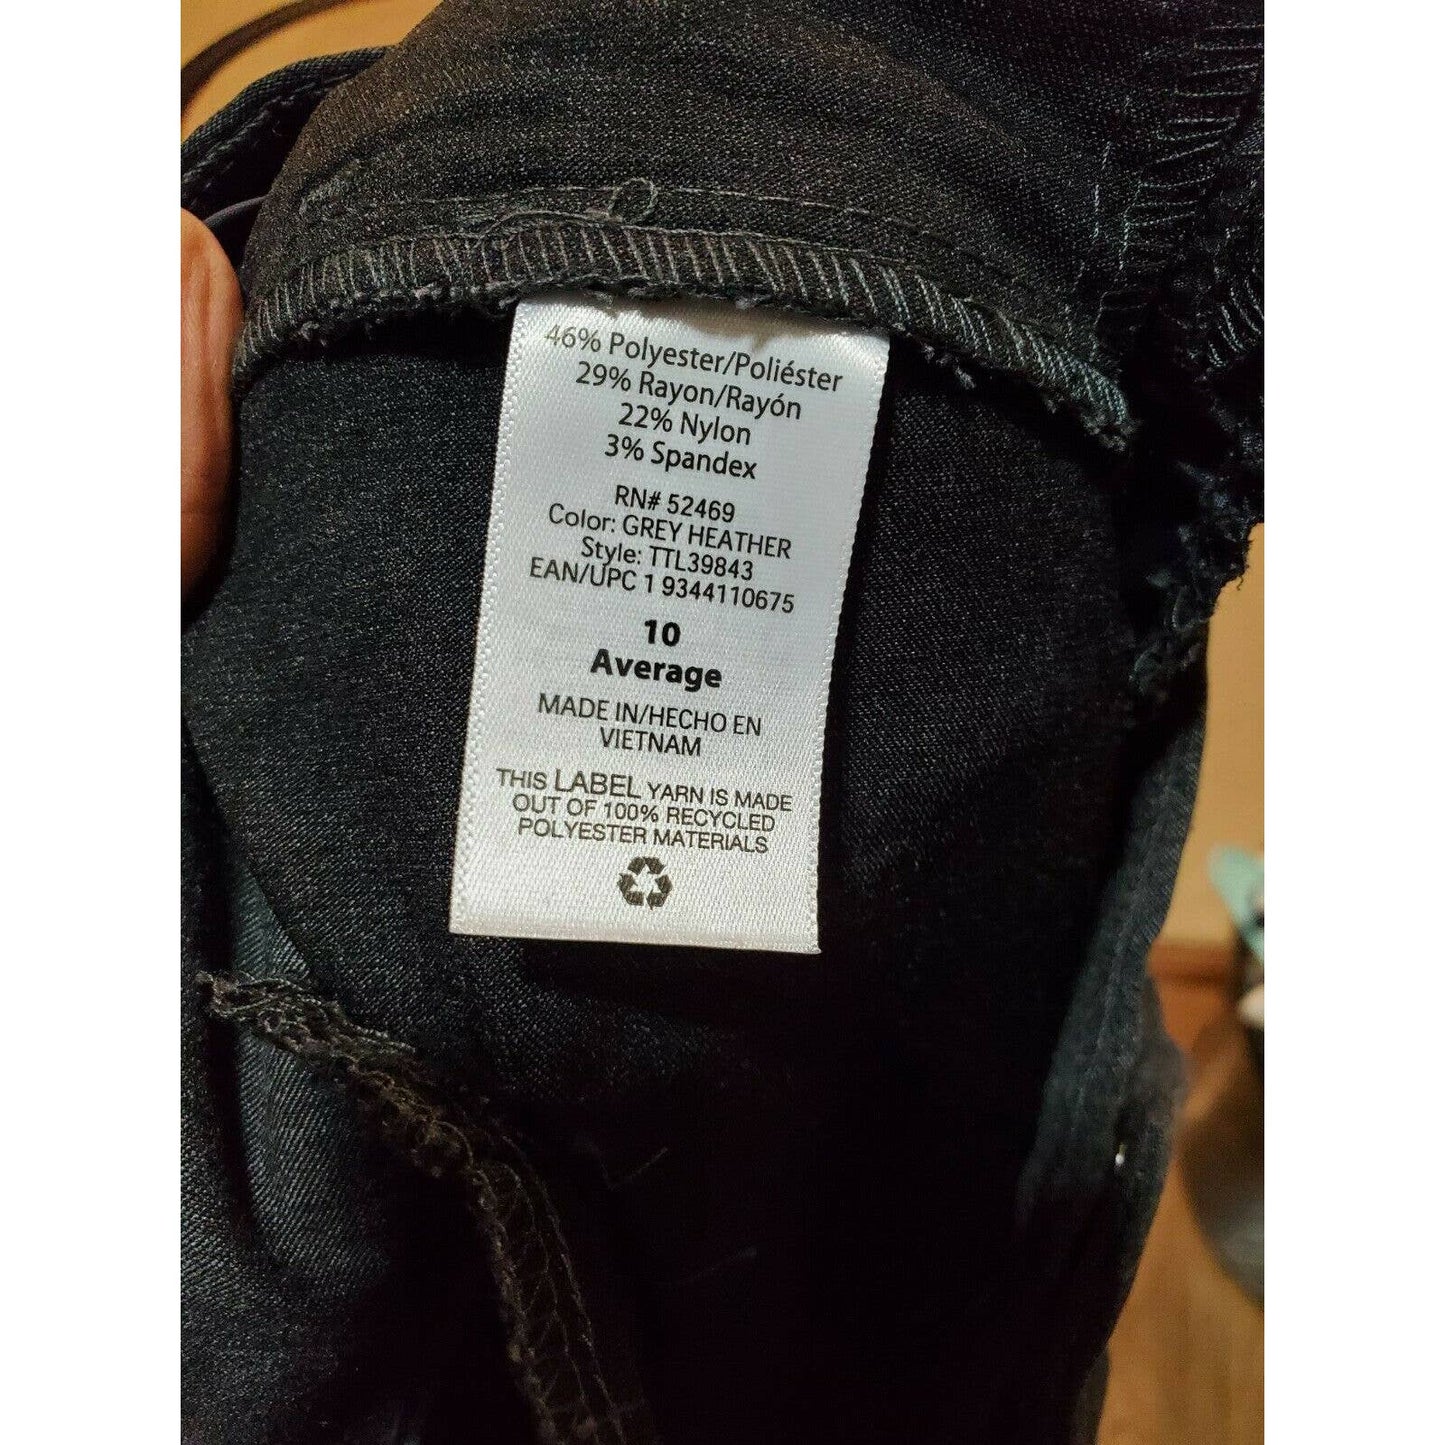 46% Polyester/Poliéster
29% Rayon/Rayón
22% Nylon
3% Spandex
RN# 52469
Color: GREY HEATHER
Style: TTL39843
EAN/UPC 1 9344110675
10
Average
MADE IN/HECHO EN
VIETNAM
THIS LABEL YARN IS MADE
OUT OF 100% RECYCLED
POLYESTER MATERIALS